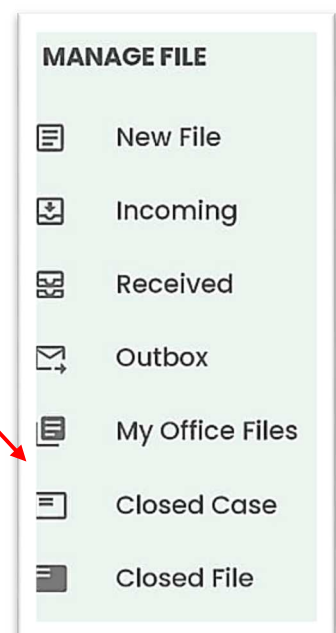 MANAGE FILE
New File
Incoming
Received
Outbox
My Office Files
Closed Case
Closed File